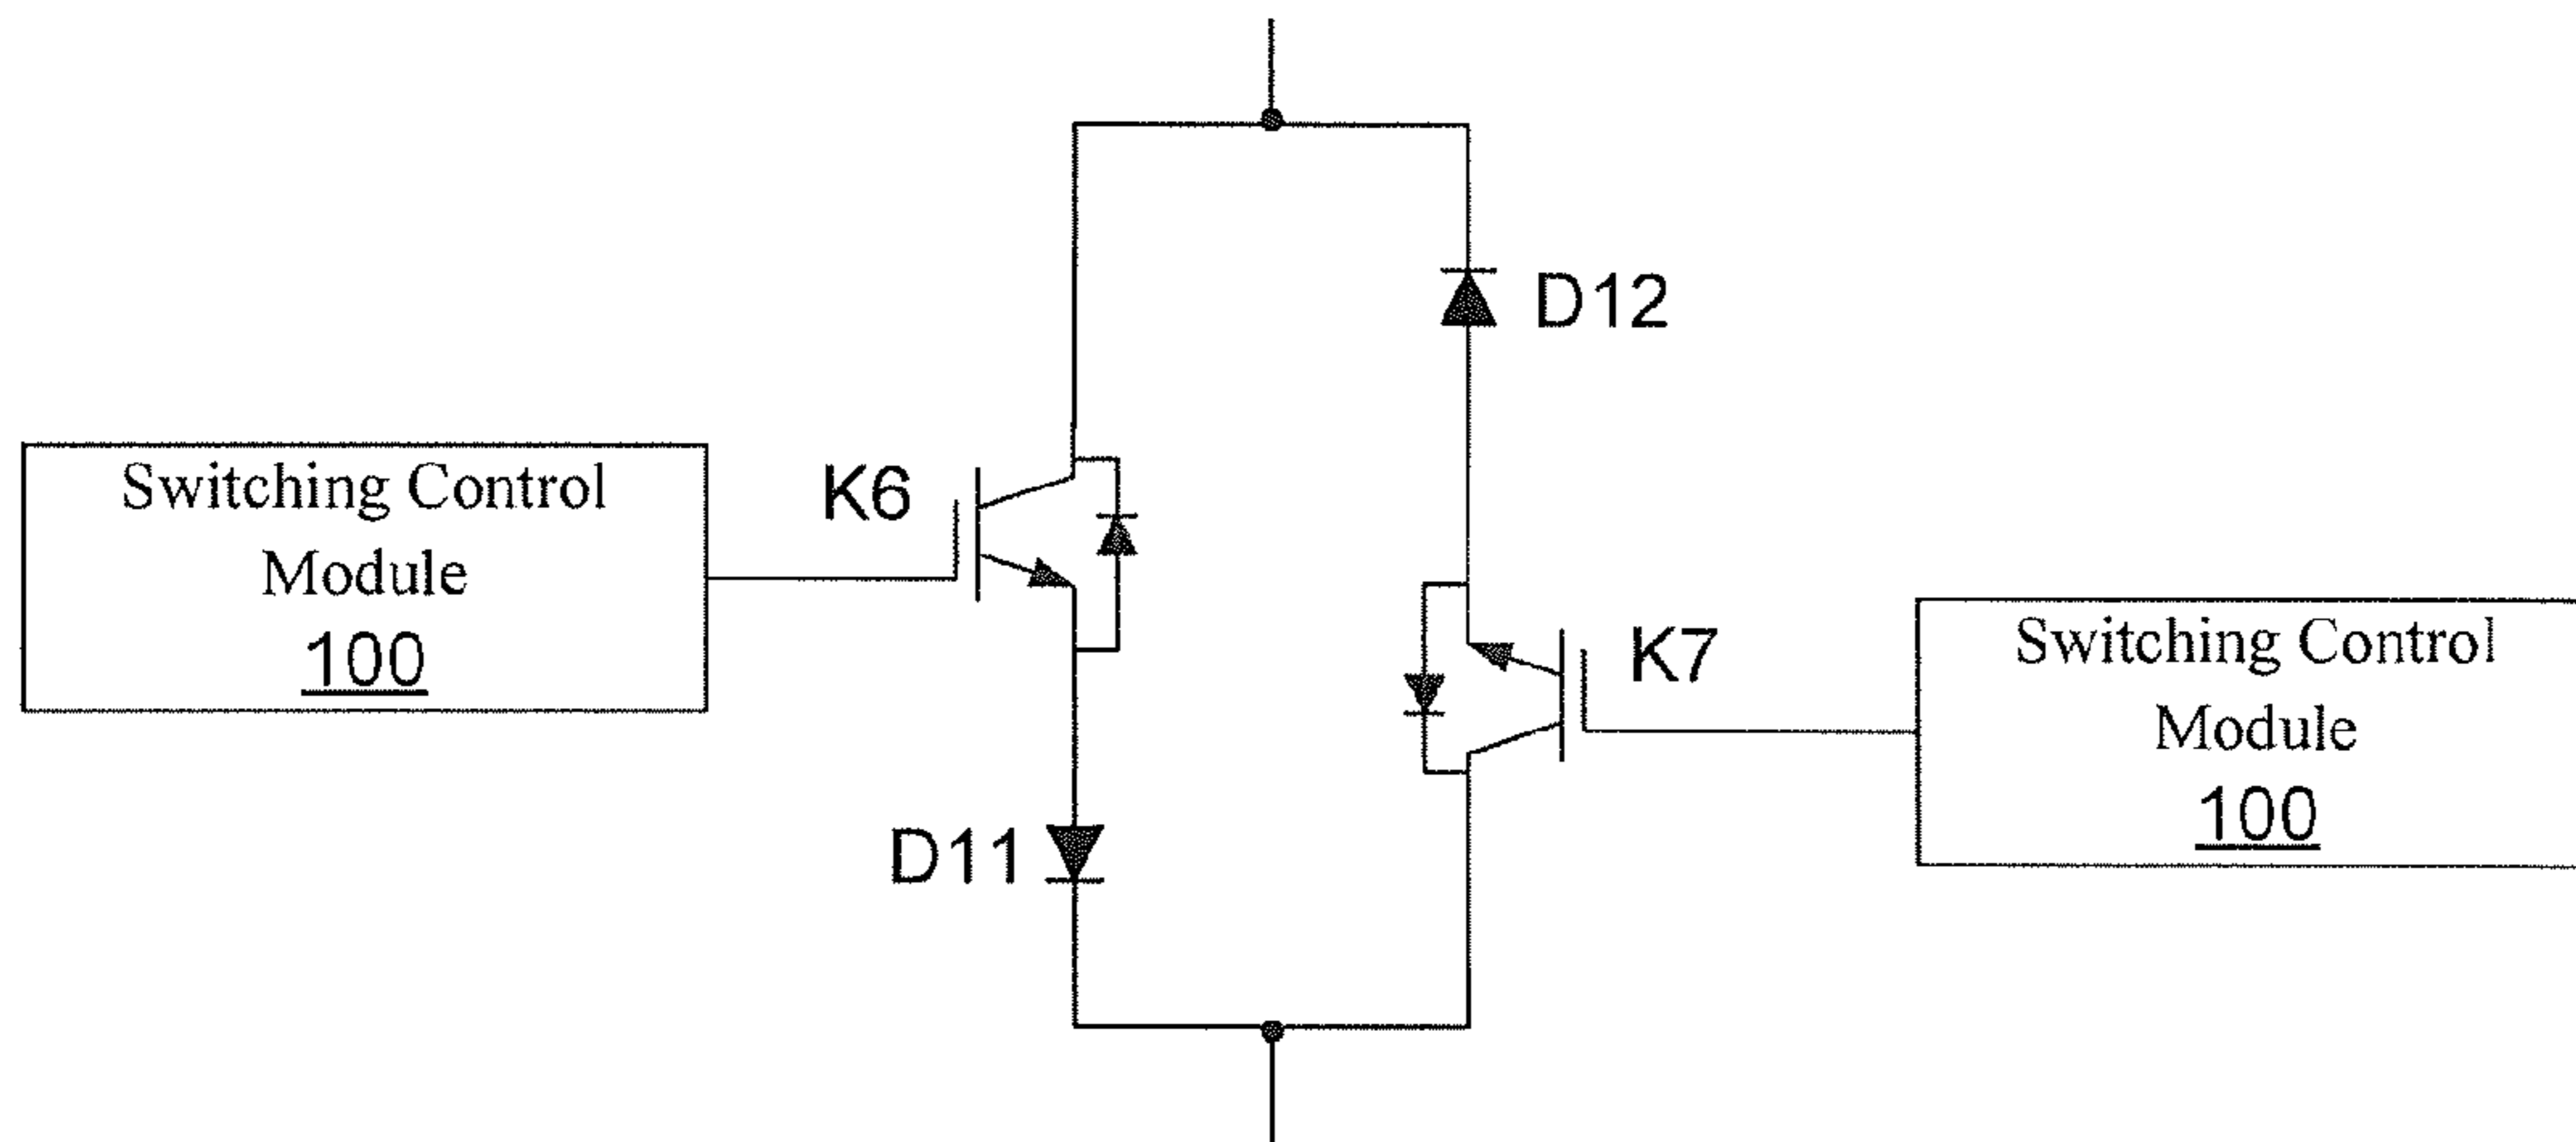 D12
Switching Control
Module
100
K6
K7
Switching Control
Module
100
D11